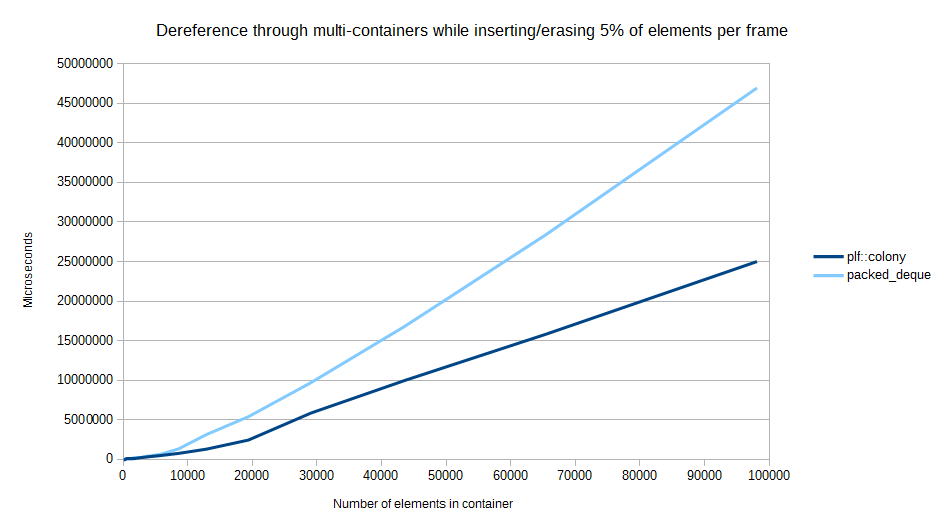 Dereference through multi-containers while inserting/erasing 5% of elements per frame
50000000
45000000
40000000
35000000
30000000
25000000
20000000
15000000
10000000
5000000
0
Microseconds
0 10000 20000 30000 40000 50000 60000 70000 80000 90000 100000
Number of elements in container
plf::colony
packed_deque